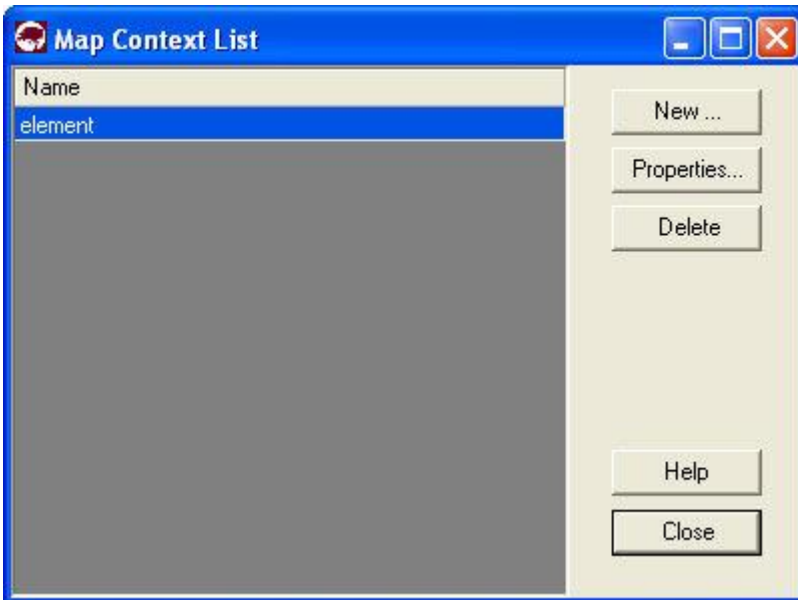 Map Context List
Name
element
New ...
Properties...
Delete
Help
Close